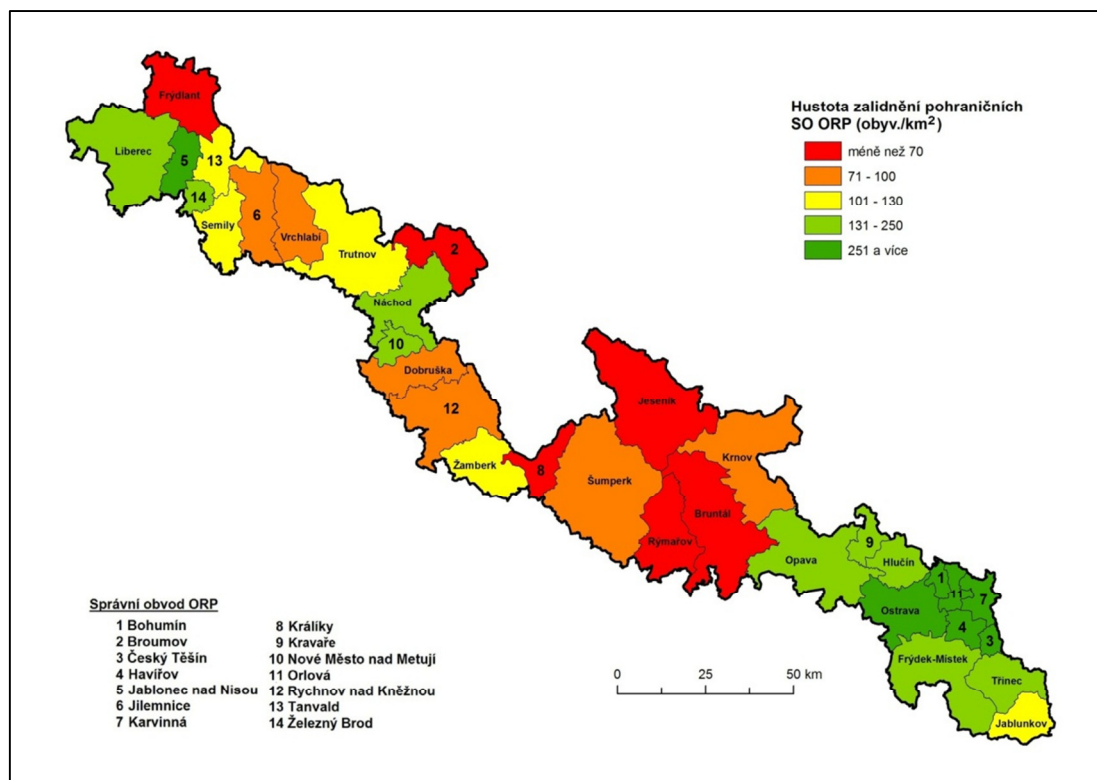 Hustota zalidnění pohraničních
SO ORP (obyv./km²)
méně než 70
71 - 100
101 - 130
131 - 250
251 a více
Frýdlant
Liberec
5
13
14
Semily
6
Vrchlabí
Trutnov
2
Náchod
10
Dobruška
12
Žamberk
8
Šumperk
Jeseník
Krnov
Bruntál
Rýmařov
Opava
9
Hlučín
1
11
7
Ostrava
4
3
Frýdek-Místek
Třinec
Jablunkov
0 25 50 km
Správní obvod ORP
1 Bohumín
2 Broumov
3 Český Těšín
4 Havířov
5 Jablonec nad Nisou
6 Jilemnice
7 Karvinná
8 Králíky
9 Kravaře
10 Nové Město nad Metují
11 Orlová
12 Rychnov nad Kněžnou
13 Tanvald
14 Železný Brod